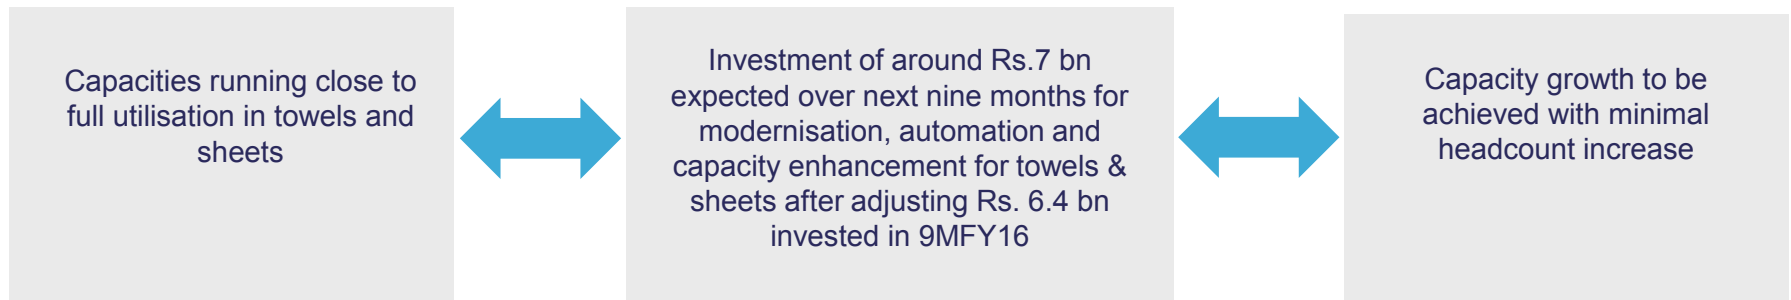 Capacities running close to
full utilisation in towels and
sheets
Investment of around Rs.7 bn
expected over next nine months for
modernisation, automation and
capacity enhancement for towels &
sheets after adjusting Rs. 6.4 bn
invested in 9MFY16
Capacity growth to be
achieved with minimal
headcount increase